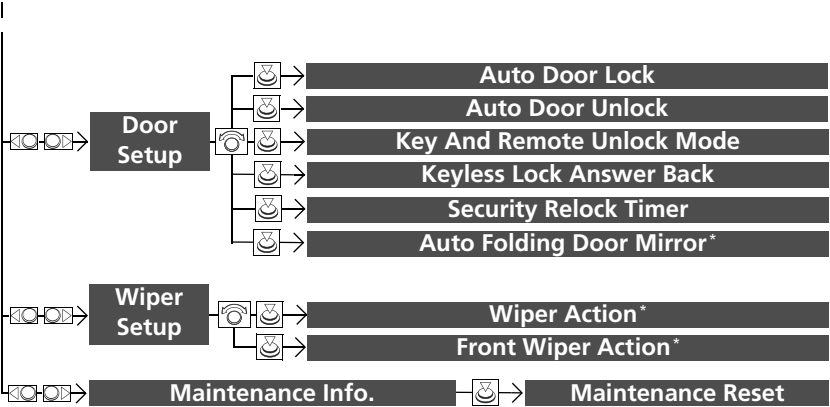 Door
Setup
Auto Door Lock
Auto Door Unlock
Key And Remote Unlock Mode
Keyless Lock Answer Back
Security Relock Timer
Auto Folding Door Mirror*
Wiper
Setup
Wiper Action*
Front Wiper Action*
Maintenance Info.
Maintenance Reset